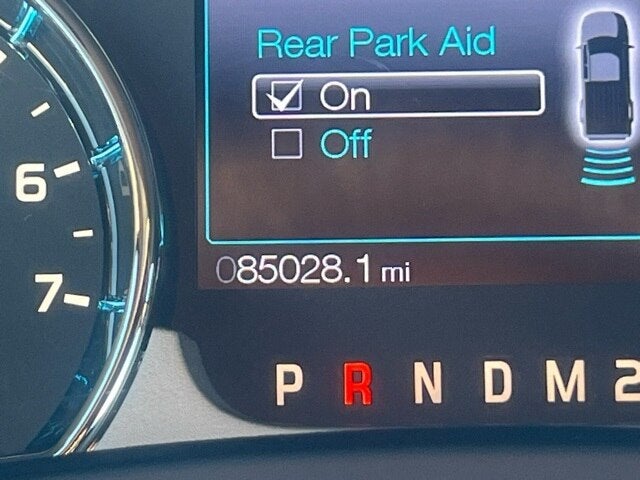 Rear Park Aid
On
Off
6
7
085028.1 mi
P R N D M 2